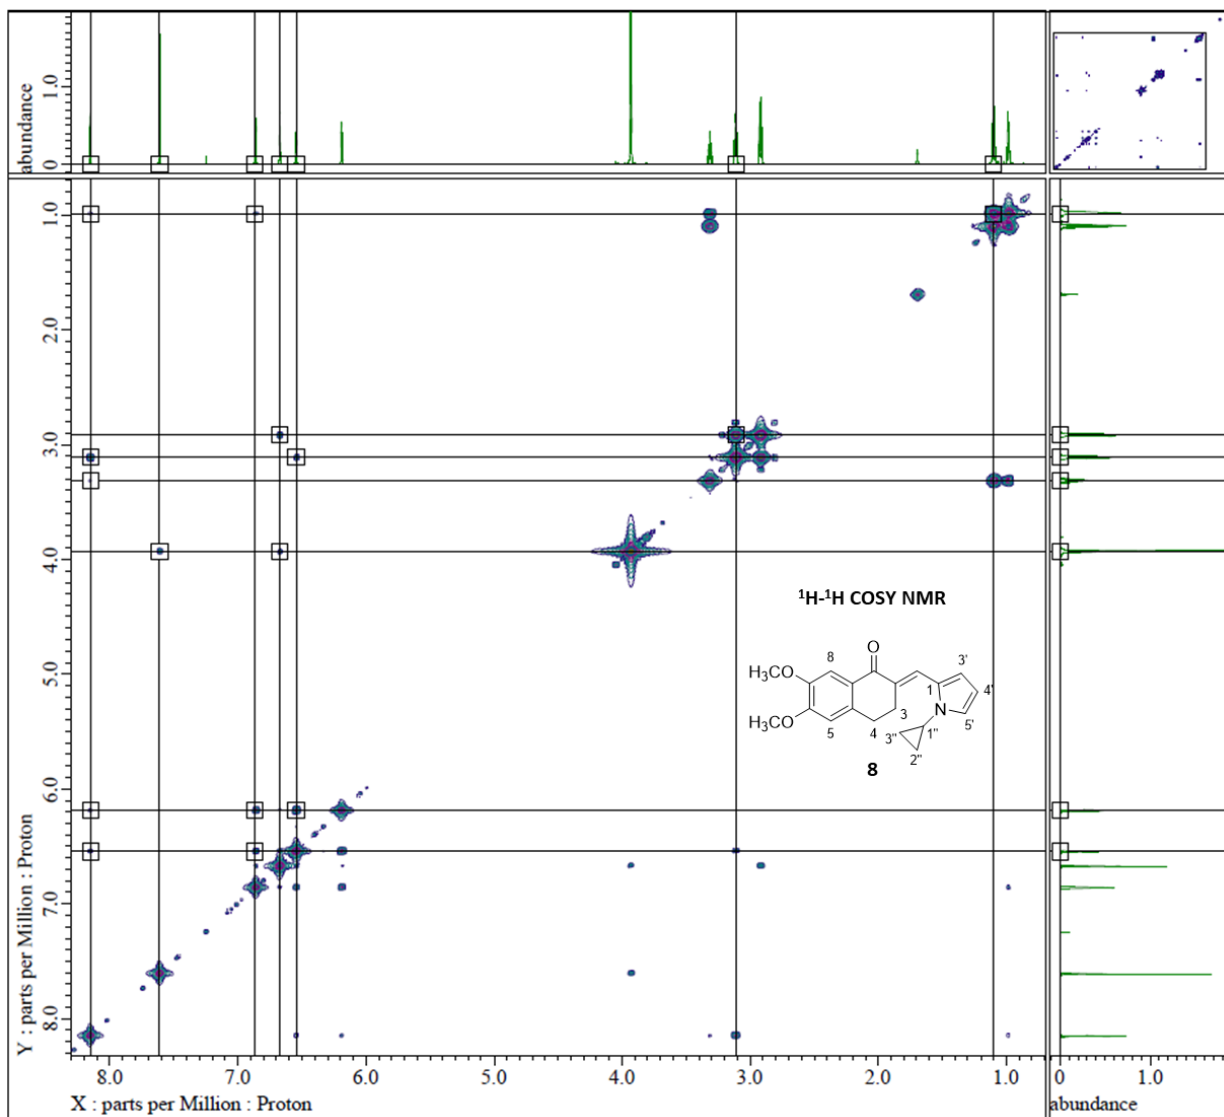 abundance
1.0
0
1.0
2.0
3.0
4.0
5.0
6.0
7.0
8.0
Y : parts per Million : Proton
¹H-¹H COSY NMR
O
8
3'
H₃CO
1
4'
3
N
5'
H₃CO
5
4
3"
1"
2"
8
8.0 7.0 6.0 5.0 4.0 3.0 2.0 1.0
X : parts per Million : Proton
0 1.0
abundance